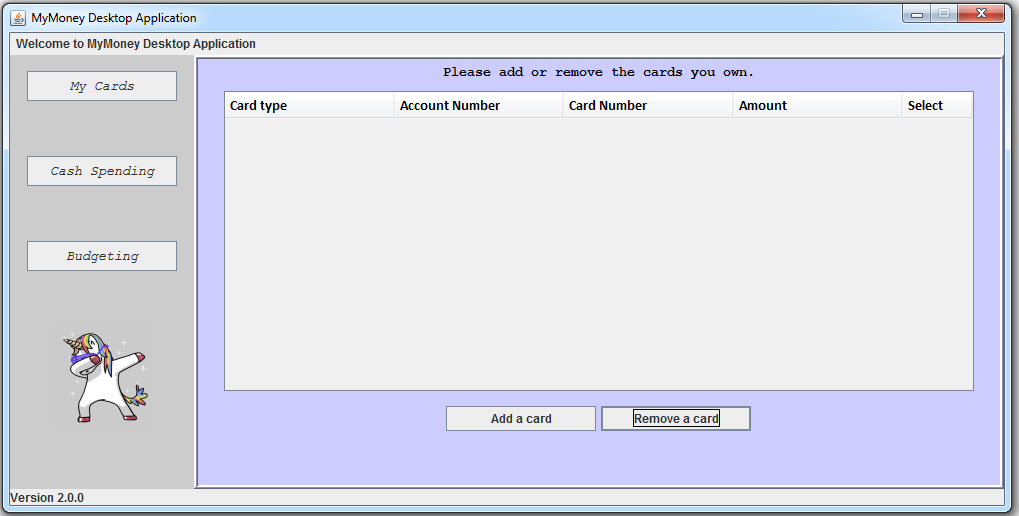 MyMoney Desktop Application
Welcome to MyMoney Desktop Application
My Cards
Cash Spending
Budgeting
Please add or remove the cards you own.
Card type Account Number Card Number Amount Select
Add a card Remove a card
Version 2.0.0